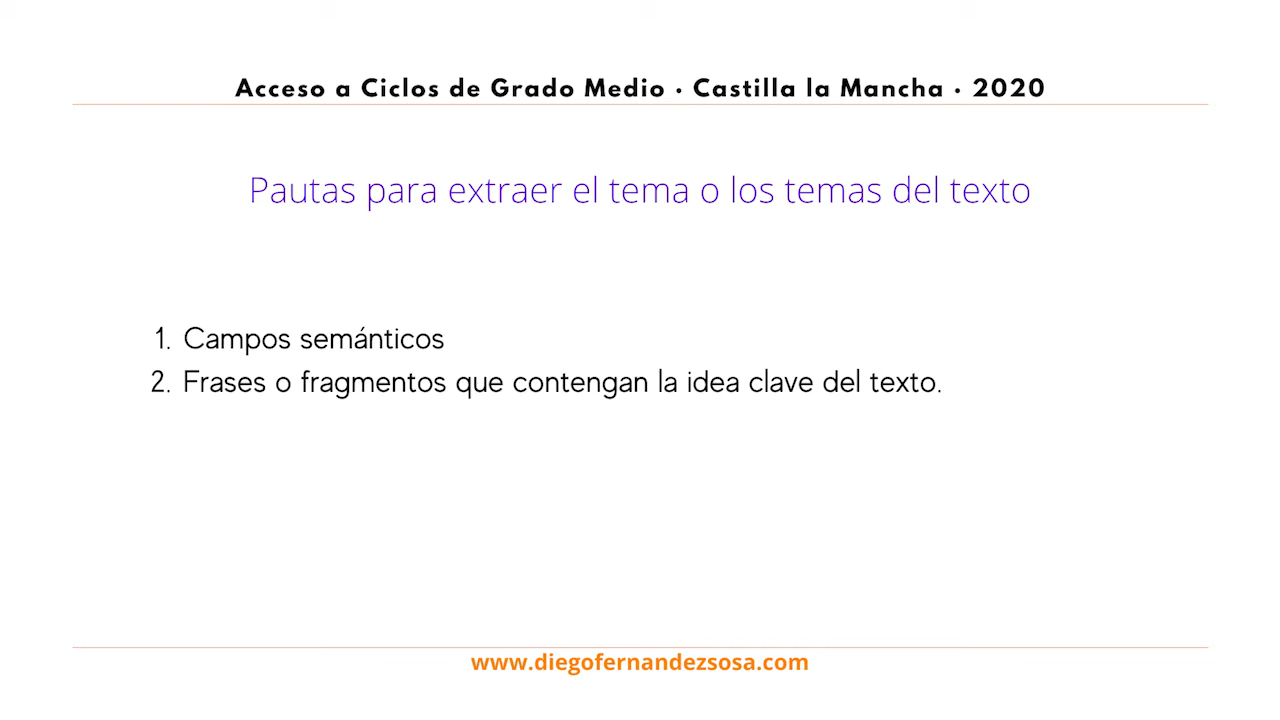 Acceso a Ciclos de Grado Medio · Castilla la Mancha · 2020
Pautas para extraer el tema o los temas del texto
1. Campos semánticos
2. Frases o fragmentos que contengan la idea clave del texto.
www.diegofernandezsosa.com